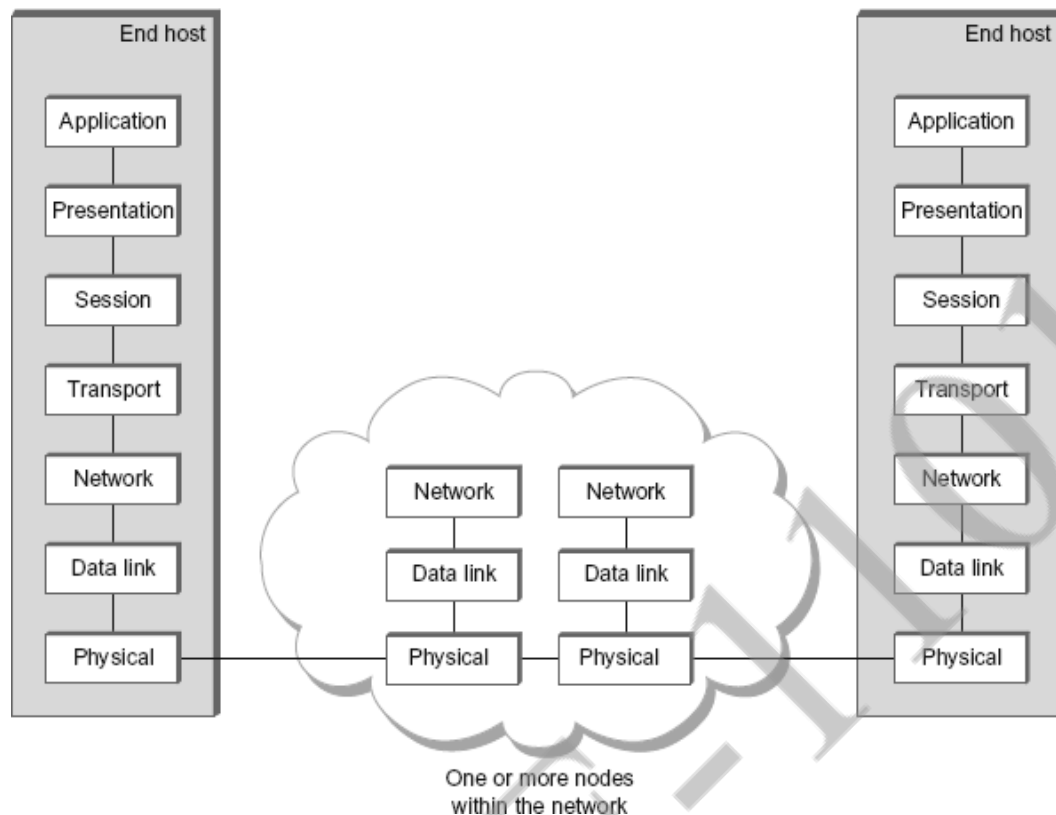 End host
Application
Presentation
Session
Transport
Network
Data link
Physical
Network
Data link
Physical
Network
Data link
Physical
One or more nodes
within the network
End host
Application
Presentation
Session
Transport
Network
Data link
Physical